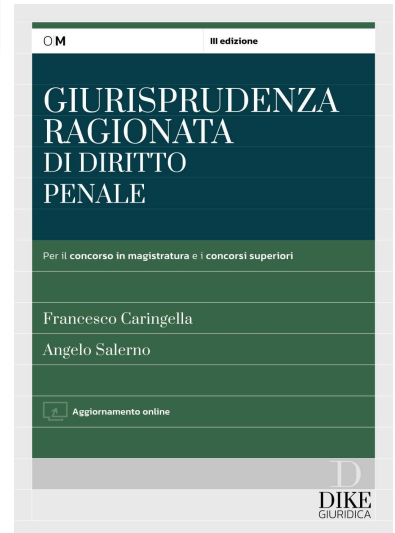 OM
III edizione
GIURISPRUDENZA
RAGIONATA
DI DIRITTO
PENALE
Per il concorso in magistratura e i concorsi superiori
Francesco Caringella
Angelo Salerno
Aggiornamento online
D
DIKE
GIURIDICA